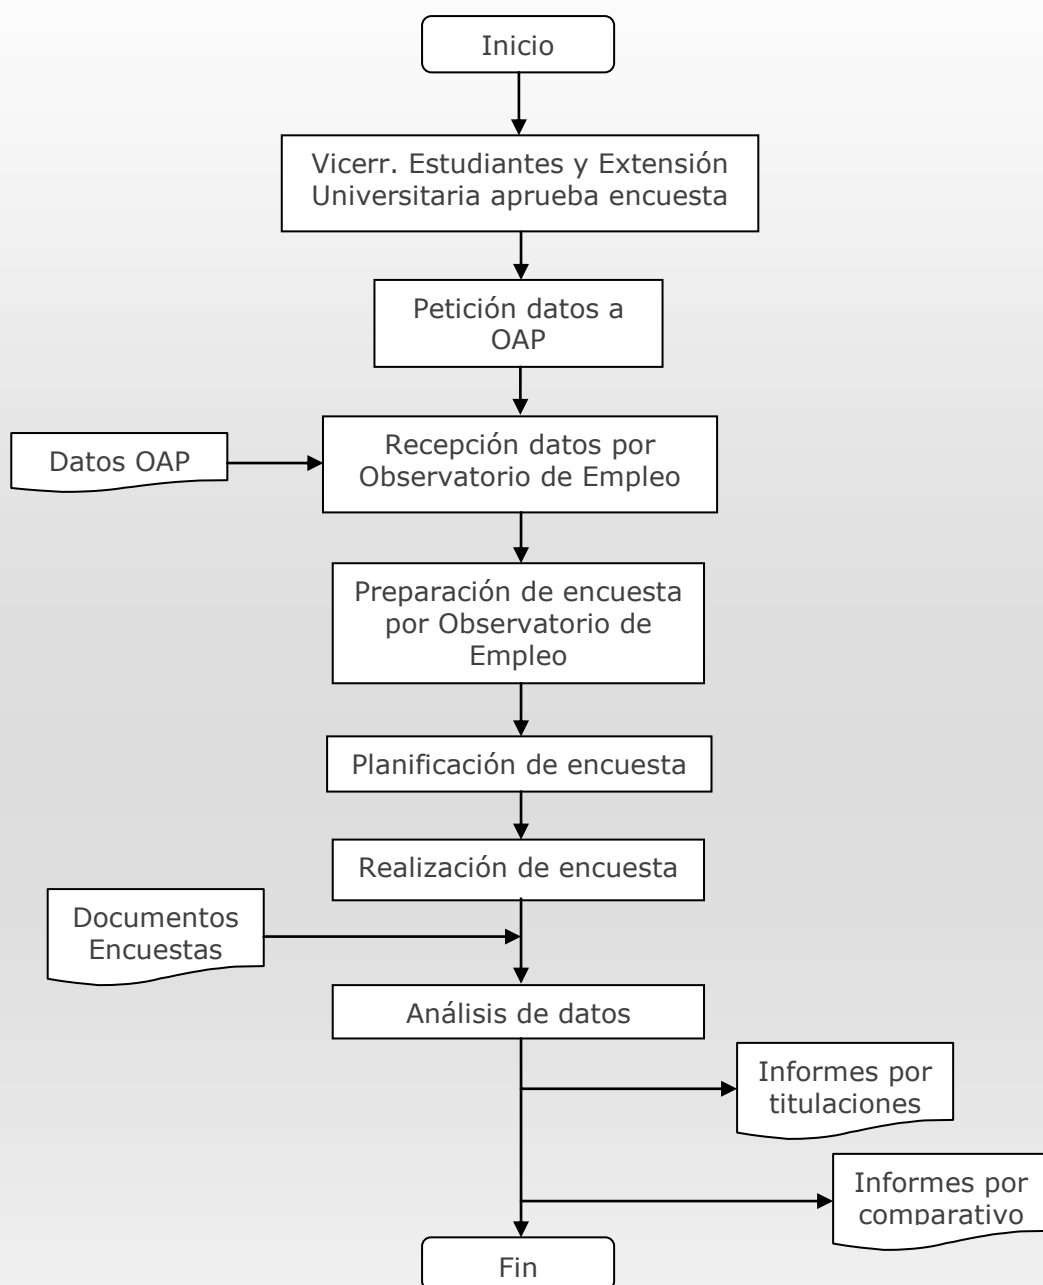 Inicio
Vicerr. Estudiantes y Extensión
Universitaria aprueba encuesta
Petición datos a
OAP
Datos OAP
Recepción datos por
Observatorio de Empleo
Preparación de encuesta
por Observatorio de
Empleo
Planificación de encuesta
Realización de encuesta
Documentos
Encuestas
Análisis de datos
Informes por
titulaciones
Informes por
comparativo
Fin